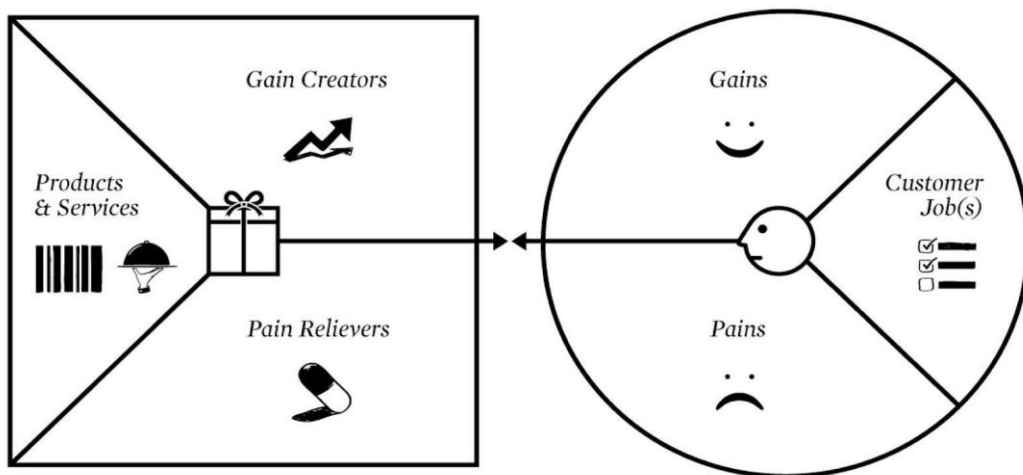 Gain Creators
Products
& Services
Pain Relievers
Gains
Customer
Job(s)
Pains